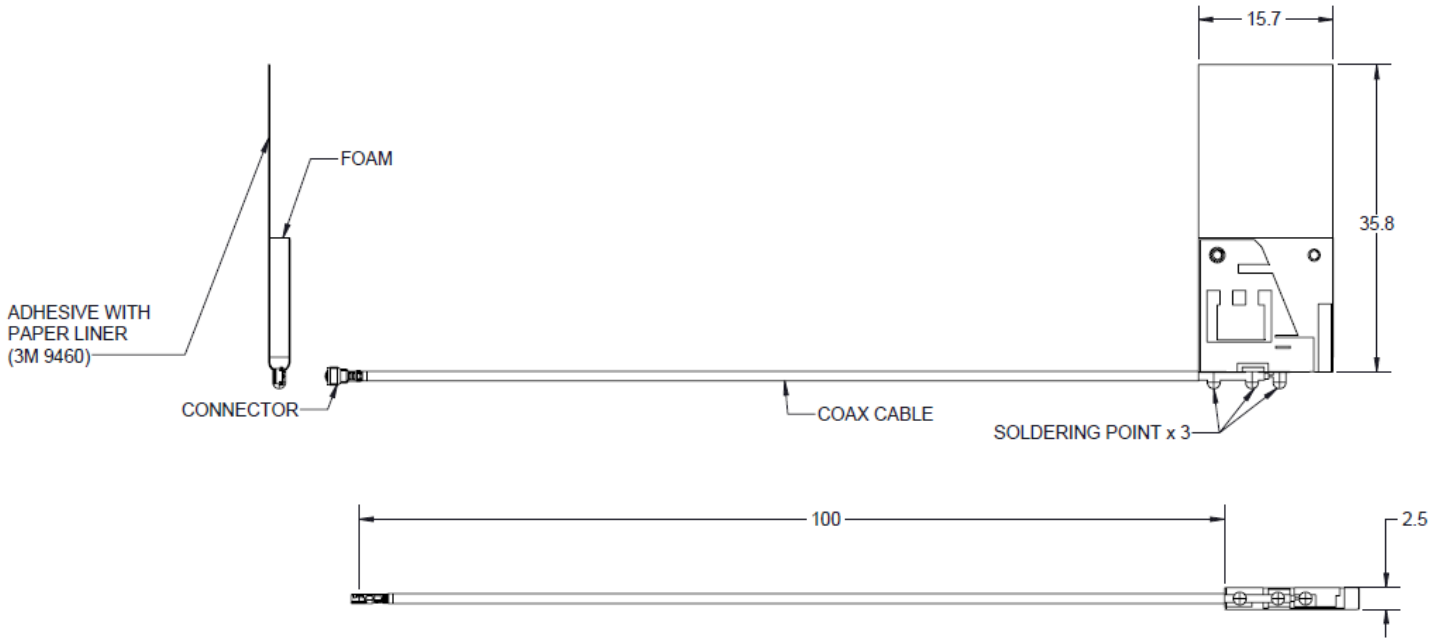 15.7
FOAM
35.8
ADHESIVE WITH
PAPER LINER
(3M 9460)
CONNECTOR
COAX CABLE
SOLDERING POINT x 3
100
2.5